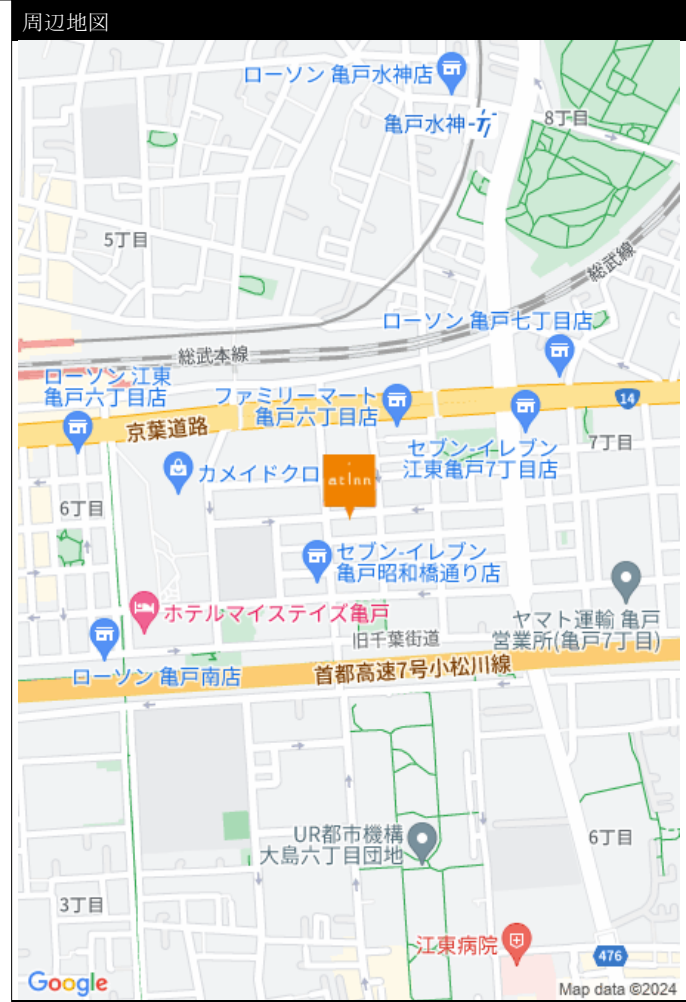 周辺地図
ローソン 亀戸水神店
亀戸水神
8丁目
5丁目
総武線
ローソン 亀戸七丁目店
総武本線
ローソン 江東
亀戸六丁目店
ファミリーマート
亀戸六丁目店
14
京葉道路
セブン-イレブン
江東亀戸7丁目店
7丁目
カメイドクロ
at inn
6丁目
セブン-イレブン
亀戸昭和橋通り店
ホテルマイステイズ亀戸
ヤマト運輸 亀戸
営業所(亀戸7丁目)
旧千葉街道
ローソン 亀戸南店
首都高速7号小松川線
UR都市機構
大島六丁目団地
6丁目
3丁目
江東病院
476
Google
Map data ©2024